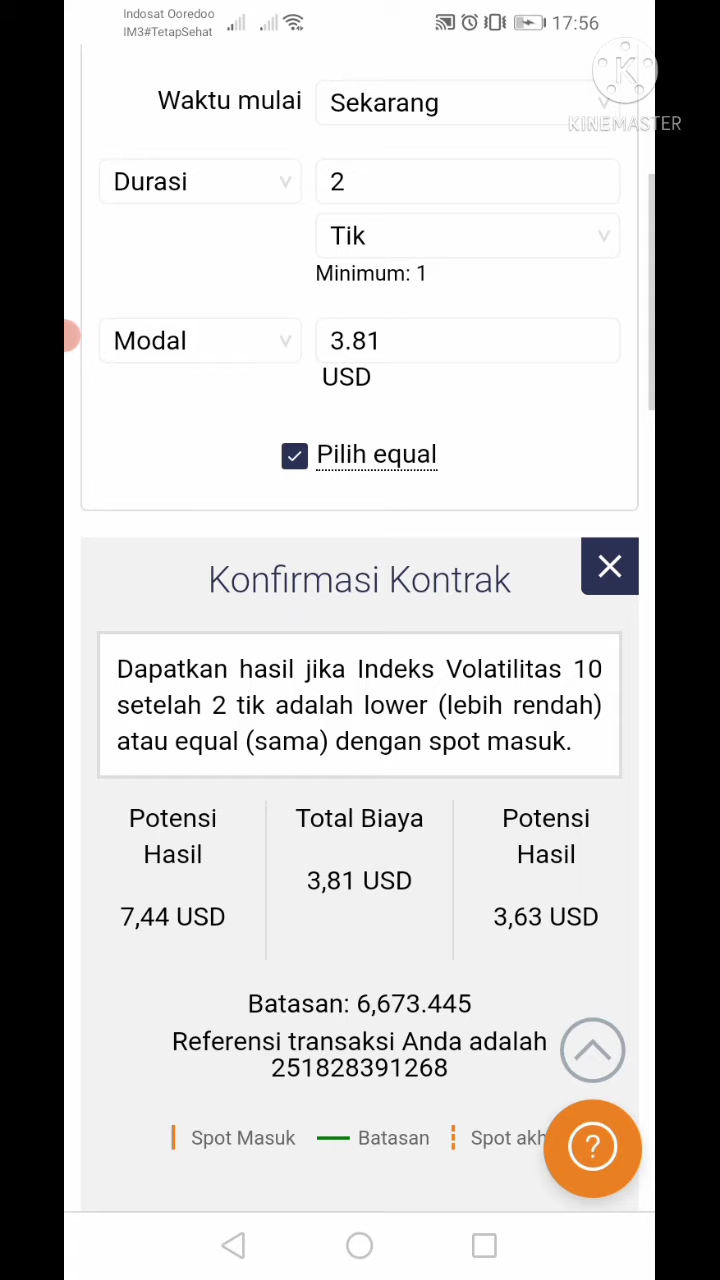 Indosat Ooredoo
IM3#TetapSehat
17:56
KINEMASTER
Waktu mulai Sekarang
Durasi 2
Tik
Minimum: 1
Modal 3.81
USD
Pilih equal
Konfirmasi Kontrak
Dapatkan hasil jika Indeks Volatilitas 10
setelah 2 tik adalah lower (lebih rendah)
atau equal (sama) dengan spot masuk.
Potensi Hasil
7,44 USD
Total Biaya
3,81 USD
Potensi Hasil
3,63 USD
Batasan: 6,673.445
Referensi transaksi Anda adalah
251828391268
Spot Masuk Batasan Spot akh